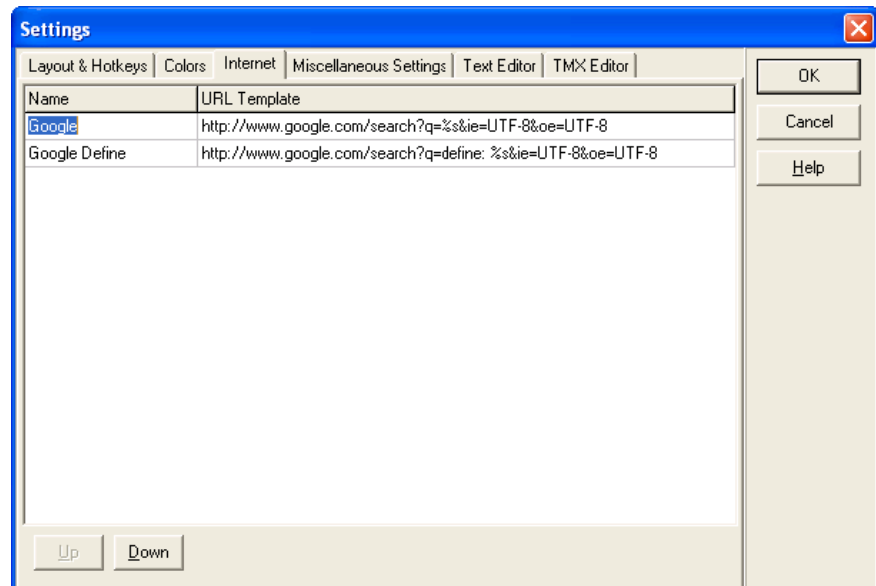 Settings
Layout & Hotkeys Colors Internet Miscellaneous Settings Text Editor TMX Editor
Name URL Template
Google http://www.google.com/search?q=%s&ie=UTF-8&oe=UTF-8
Google Define http://www.google.com/search?q=define: %s&ie=UTF-8&oe=UTF-8
OK
Cancel
Help
Up Down